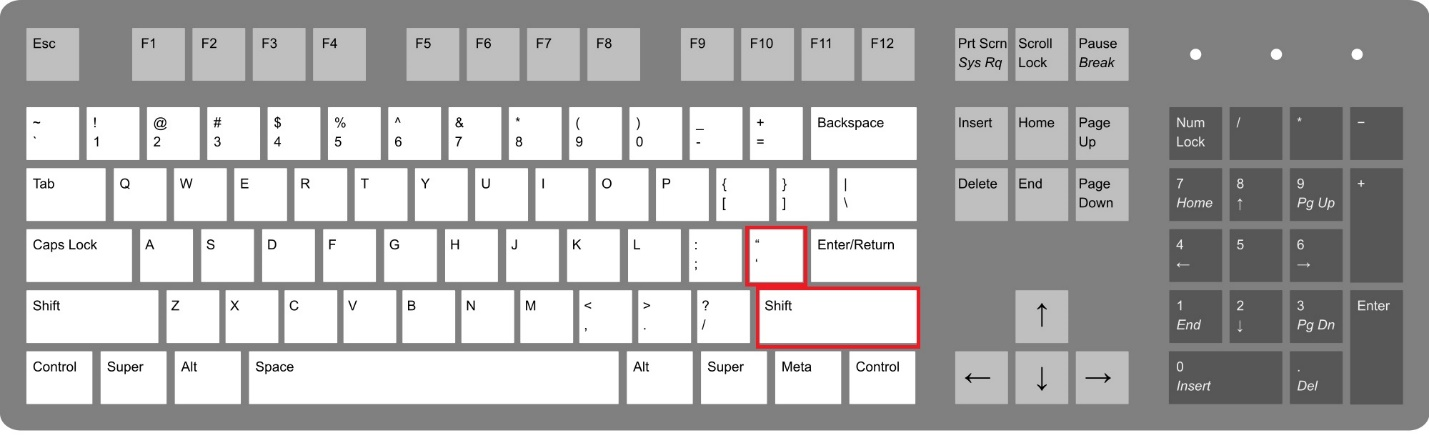 Esc F1 F2 F3 F4 F5 F6 F7 F8 F9 F10 F11 F12 Prt Scrn Scroll Pause
Sys Rq Lock Break
~ ! @ # $ % ^ & * ( ) _ + Backspace Insert Home Page Num / * −
` 1 2 3 4 5 6 7 8 9 0 - = Up Lock
Tab Q W E R T Y U I O P { } | Delete End Page 7 8 9 +
[ ] \ Down Home ↑ Pg Up
Caps Lock A S D F G H J K L : “ Enter/Return 4 5 6
; ' ← →
Shift Z X C V B N M < > ? Shift ↑ 1 2 3 Enter
, . / End ↓ Pg Dn
Control Super Alt Space Alt Super Meta Control ← ↓ → 0 .
Insert Del